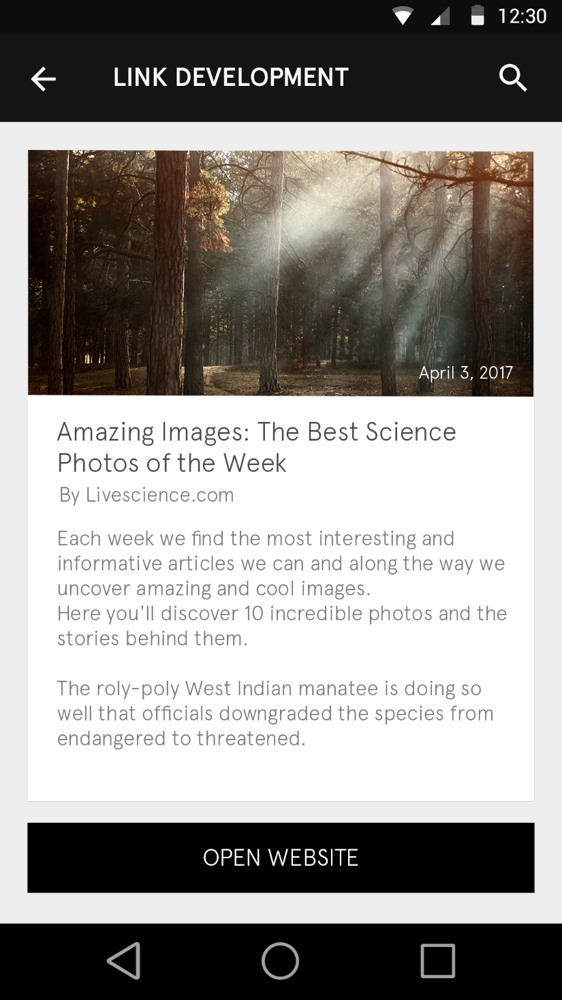 12:30
LINK DEVELOPMENT
April 3, 2017
Amazing Images: The Best Science
Photos of the Week
By Livescience.com
Each week we find the most interesting and
informative articles we can and along the way we
uncover amazing and cool images.
Here you'll discover 10 incredible photos and the
stories behind them.
The roly-poly West Indian manatee is doing so
well that officials downgraded the species from
endangered to threatened.
OPEN WEBSITE